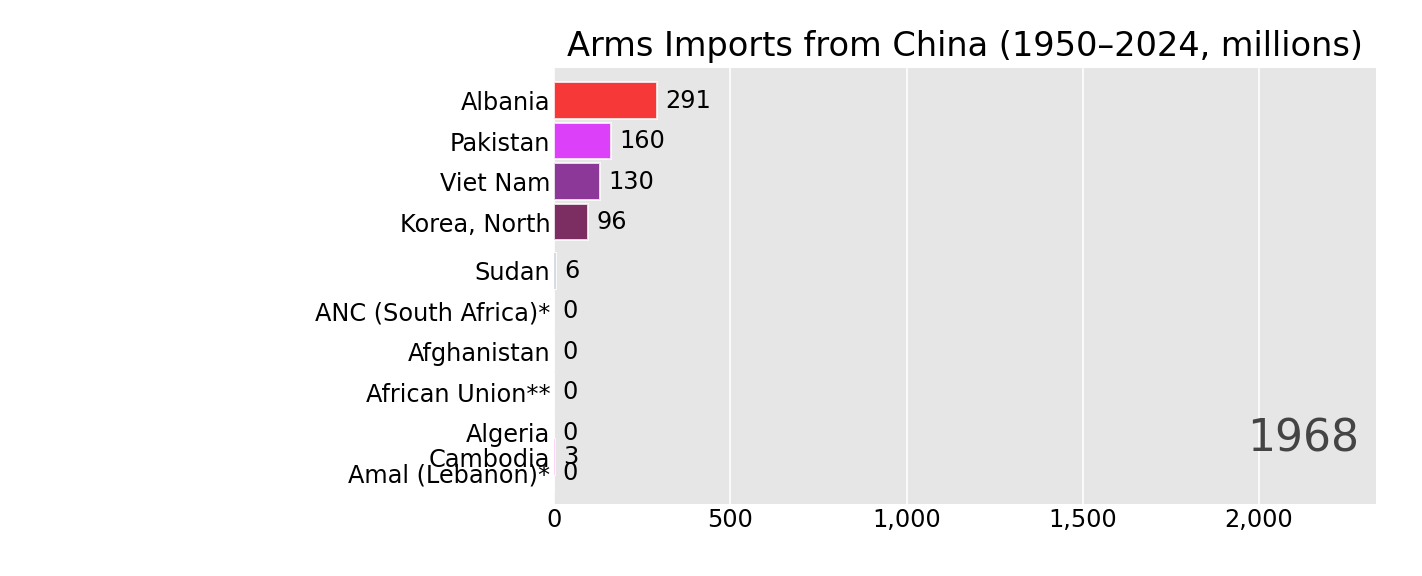 Arms Imports from China (1950–2024, millions)
Albania 291
Pakistan 160
Viet Nam 130
Korea, North 96
Sudan 6
ANC (South Africa)* 0
Afghanistan 0
African Union** 0
Algeria 0
1968
Cambodia 3
Amal (Lebanon)* 0
0 500 1,000 1,500 2,000